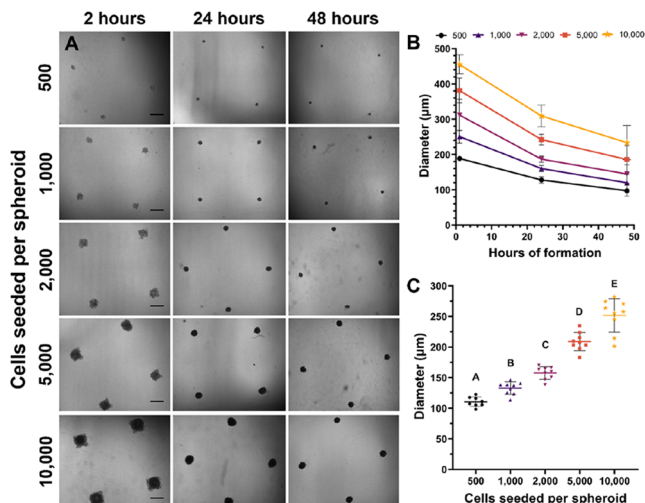 2 hours 24 hours 48 hours
A
Cells seeded per spheroid
500
1,000
2,000
5,000
10,000
B
500 1,000 2,000 5,000 10,000
Diameter (µm)
500
400
300
200
100
0
0 10 20 30 40 50
Hours of formation
C
Diameter (µm)
300
250
200
150
100
50
0
A
B
C
D
E
500 1,000 2,000 5,000 10,000
Cells seeded per spheroid